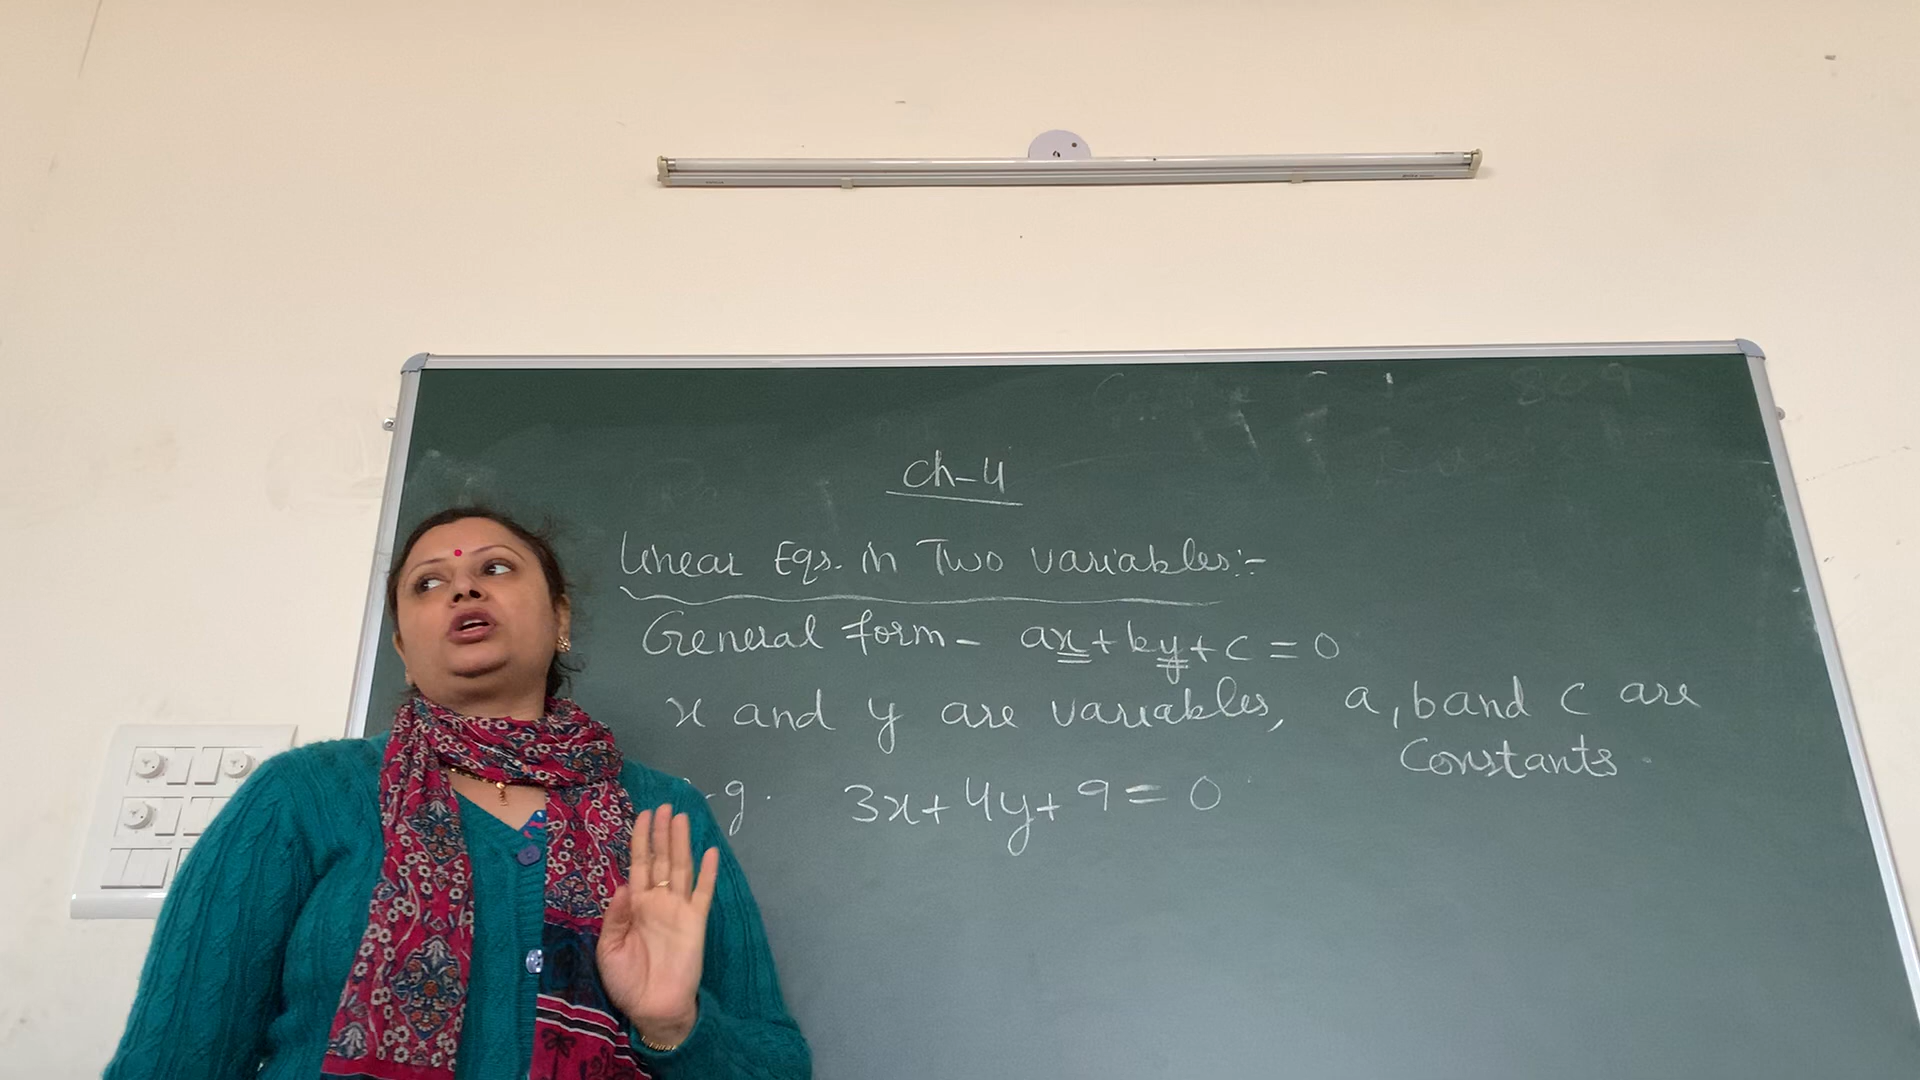 Ch-4
Linear Eqs. in Two variables:-
General form - ax + by + c = 0
x and y are variables, a, b and c are
Constants.
.g. 3x + 4y + 9 = 0